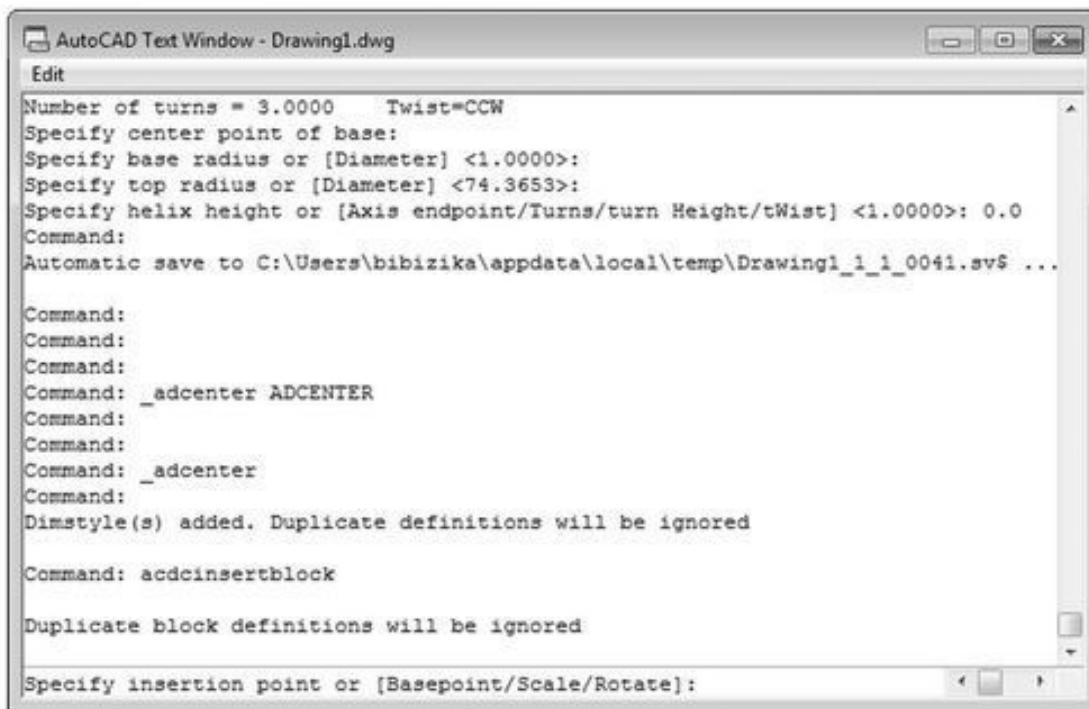 AutoCAD Text Window - Drawing1.dwg
Edit
Number of turns = 3.0000    Twist=CCW
Specify center point of base:
Specify base radius or [Diameter] <1.0000>:
Specify top radius or [Diameter] <74.3653>:
Specify helix height or [Axis endpoint/Turns/turn Height/tWist] <1.0000>: 0.0
Command:
Automatic save to C:\Users\bibizika\appdata\local\temp\Drawing1_1_1_0041.sv$ ...
Command:
Command:
Command:
Command: _adcenter ADCENTER
Command:
Command:
Command: _adcenter
Command:
Dimstyle(s) added. Duplicate definitions will be ignored
Command: acdcinsertblock
Duplicate block definitions will be ignored
Specify insertion point or [Basepoint/Scale/Rotate]: